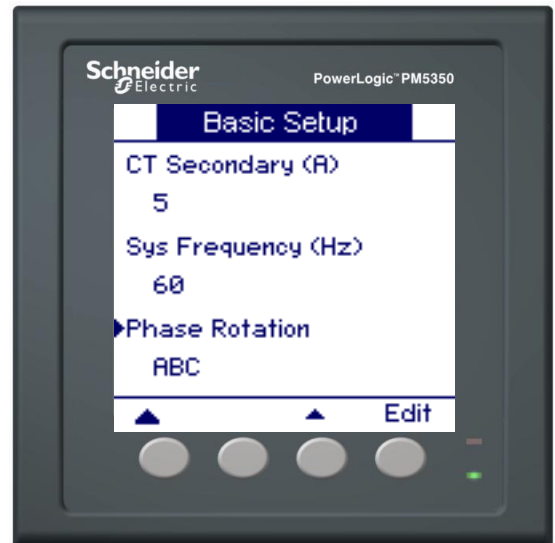 Schneider
Electric
PowerLogic™ PM5350
Basic Setup
CT Secondary (A)
5
Sys Frequency (Hz)
60
Phase Rotation
ABC
Edit